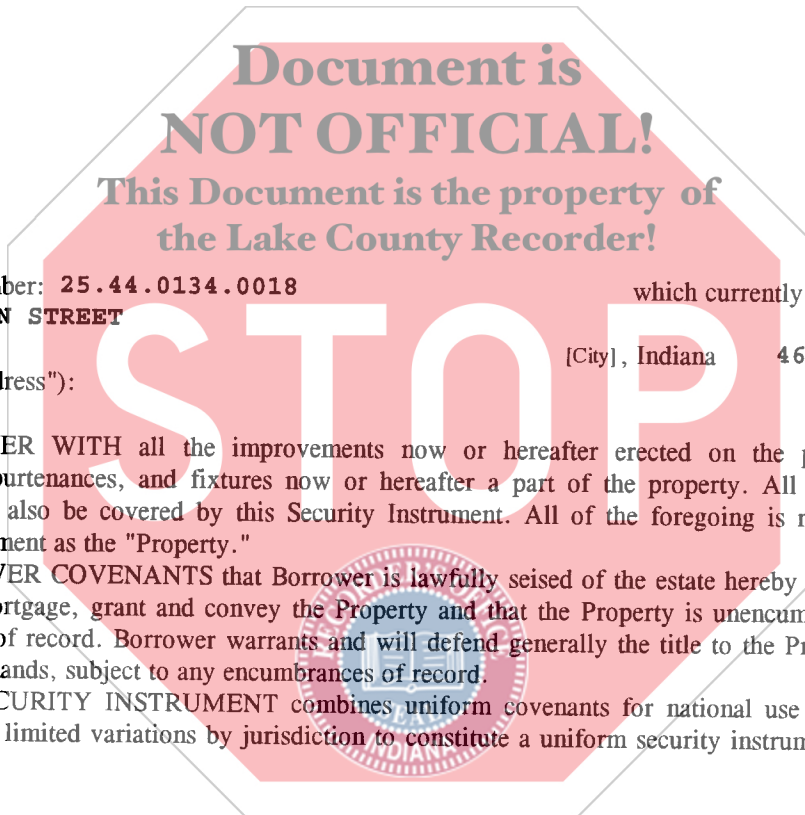 Document is
NOT OFFICIAL!
This Document is the property of
the Lake County Recorder!
ber: 25.44.0134.0018 which currently
N STREET
[City], Indiana 46
ress"):
STOP
ER WITH all the improvements now or hereafter erected on the
urtenances, and fixtures now or hereafter a part of the property. All
also be covered by this Security Instrument. All of the foregoing is
ment as the "Property."
ER COVENANTS that Borrower is lawfully seised of the estate hereby
ortgage, grant and convey the Property and that the Property is unencum
of record. Borrower warrants and will defend generally the title to the Pr
ands, subject to any encumbrances of record.
CURITY INSTRUMENT combines uniform covenants for national use
limited variations by jurisdiction to constitute a uniform security instrum
RECORDER'S OFFICE
SEAL
INDIANA